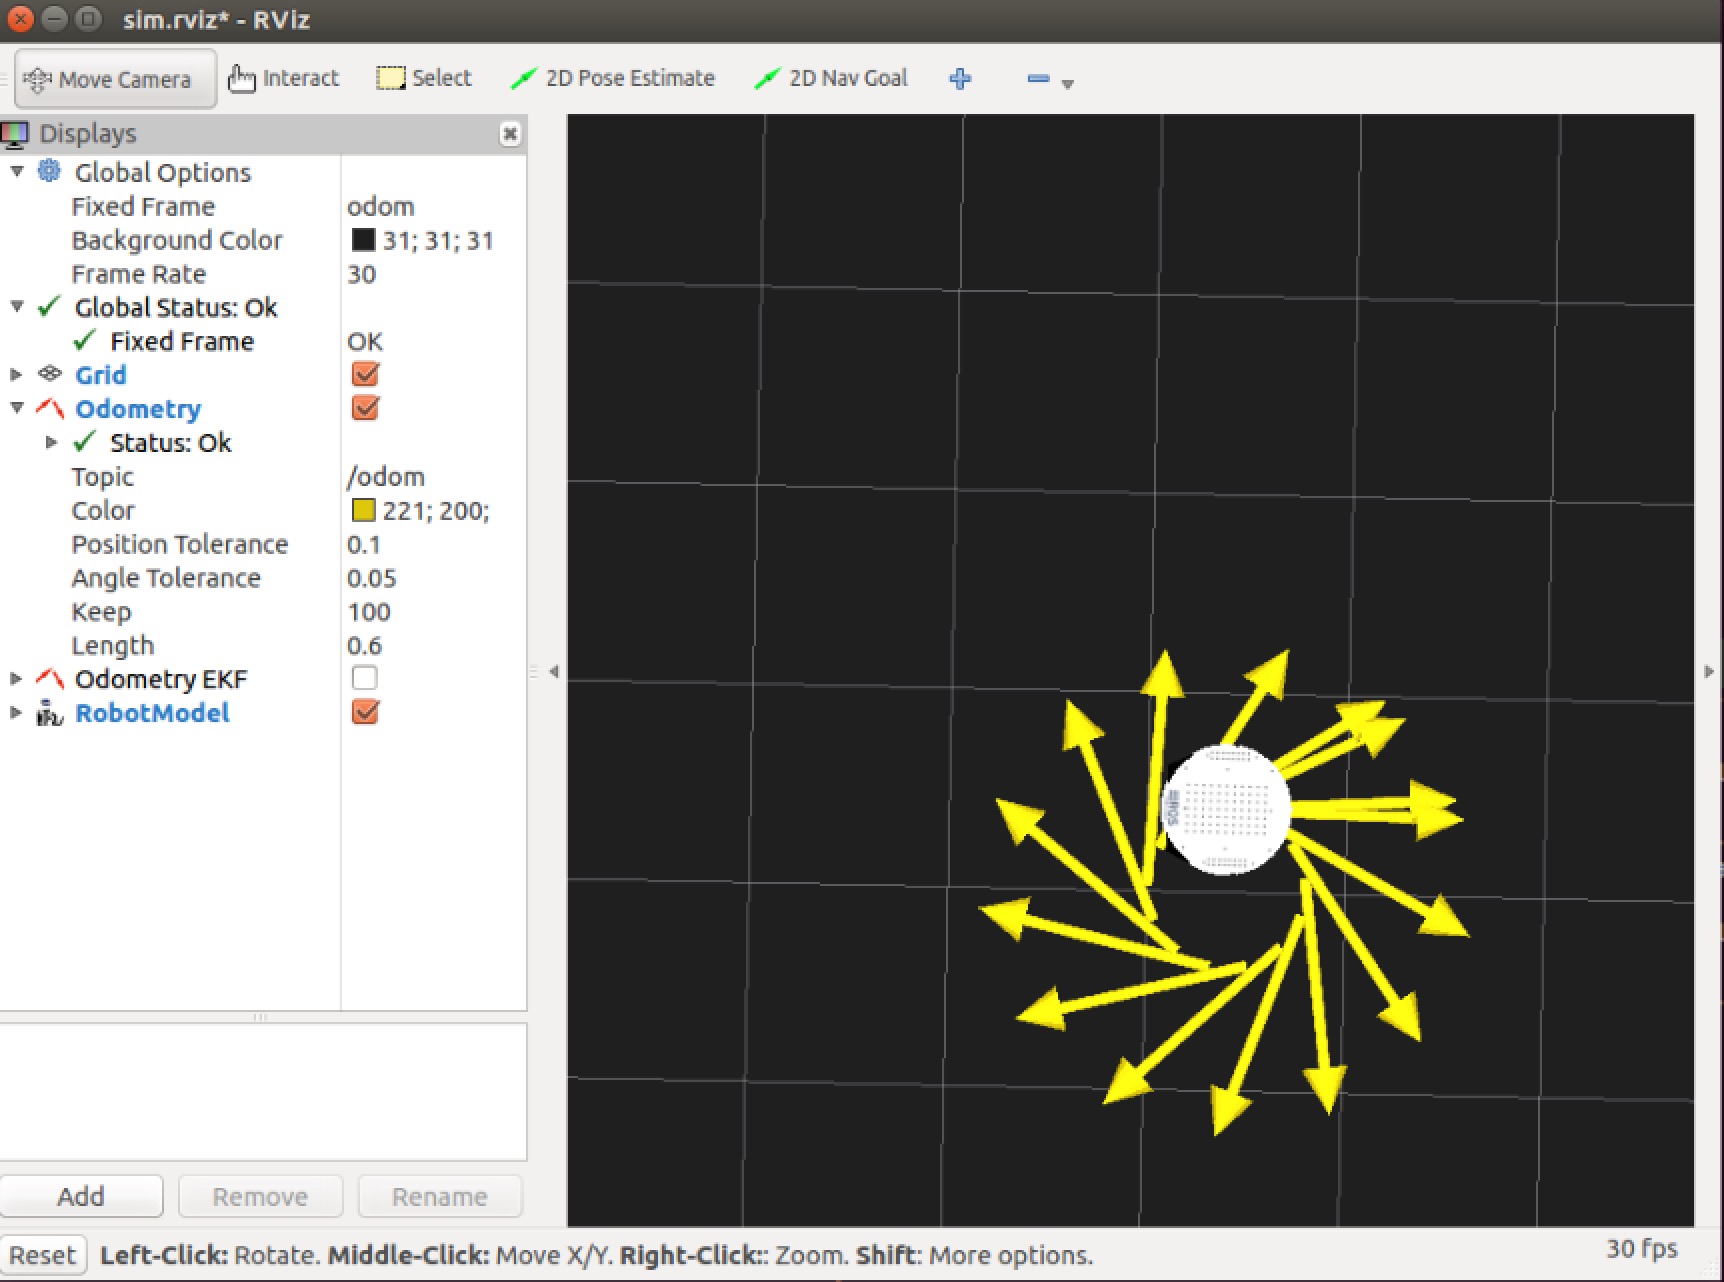 sim.rviz* - RViz
Move Camera Interact Select 2D Pose Estimate 2D Nav Goal
Displays
Global Options
Fixed Frame odom
Background Color 31; 31; 31
Frame Rate 30
Global Status: Ok
Fixed Frame OK
Grid
Odometry
Status: Ok
Topic /odom
Color 221; 200;
Position Tolerance 0.1
Angle Tolerance 0.05
Keep 100
Length 0.6
Odometry EKF
RobotModel
Add Remove Rename
Reset Left-Click: Rotate. Middle-Click: Move X/Y. Right-Click:: Zoom. Shift: More options. 30 fps